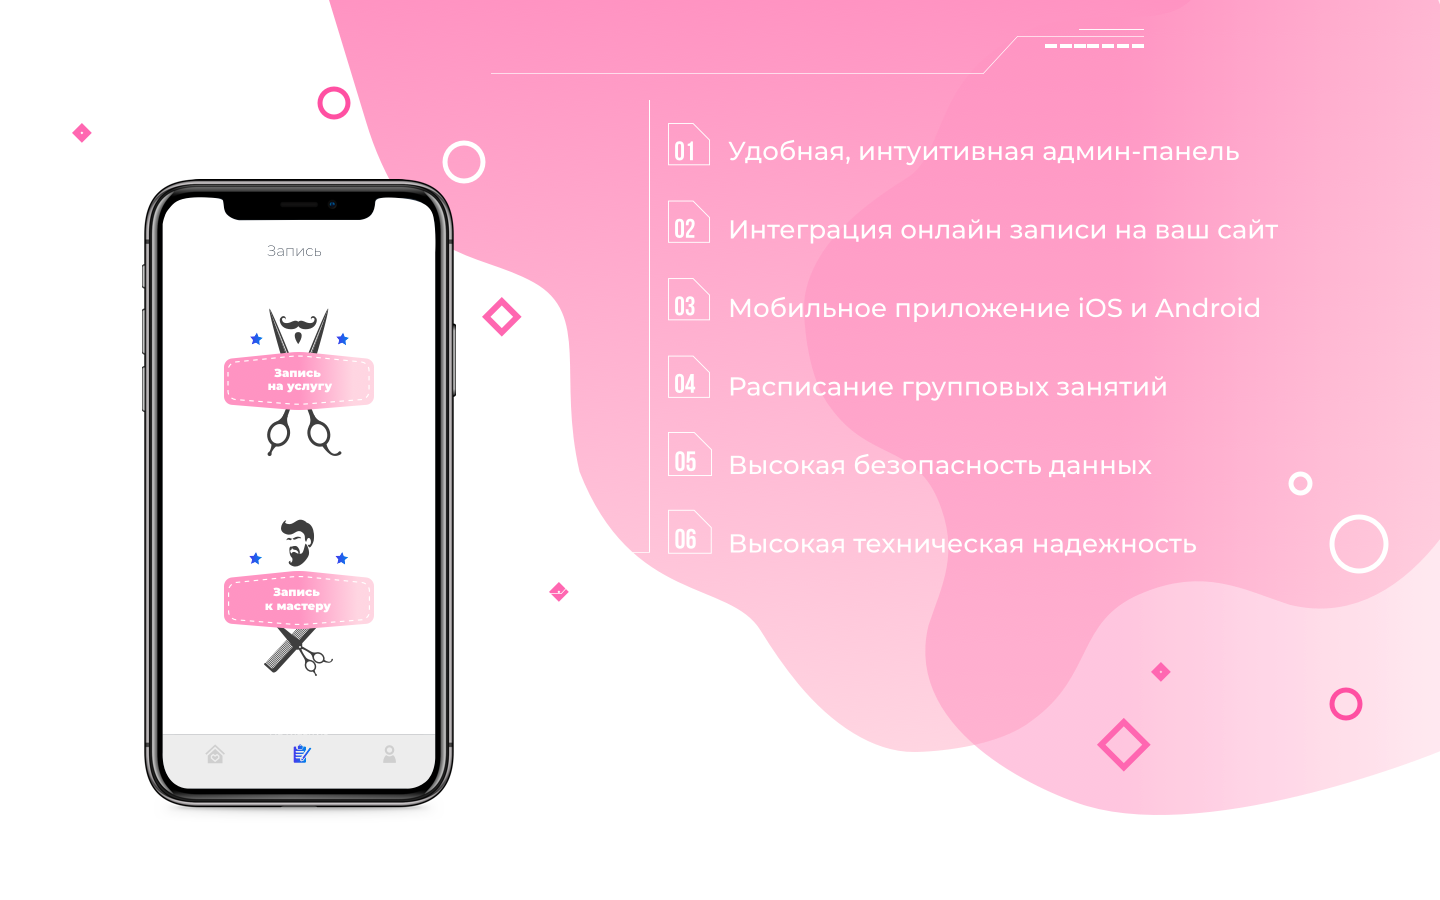 Запись
Запись
на услугу
Запись
к мастеру
01 Удобная, интуитивная админ-панель
02 Интеграция онлайн записи на ваш сайт
03 Мобильное приложение iOS и Android
04 Расписание групповых занятий
05 Высокая безопасность данных
06 Высокая техническая надежность